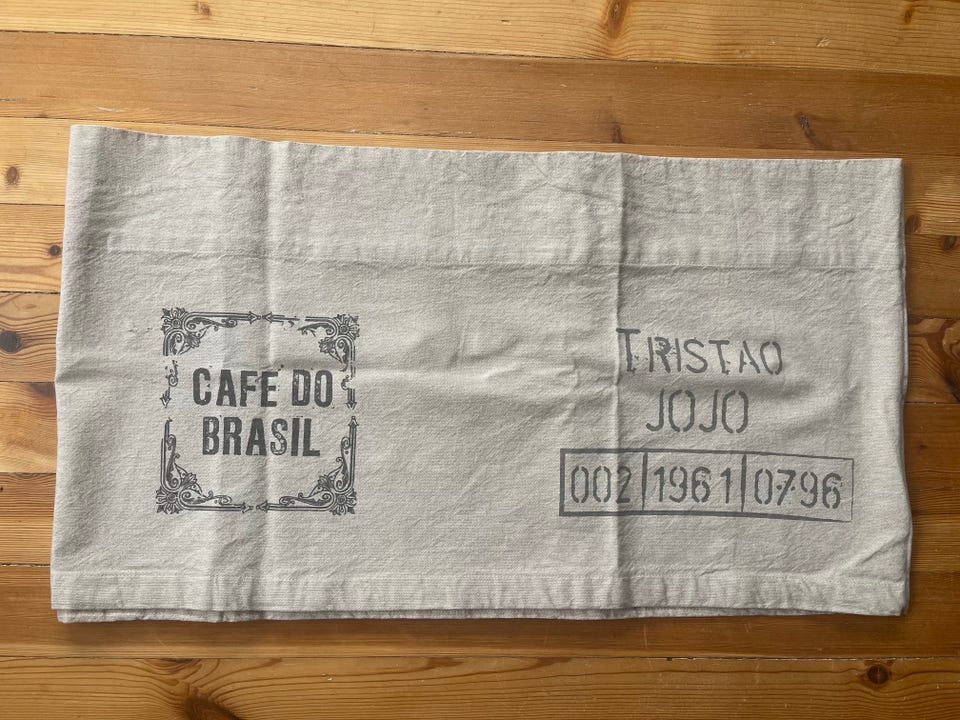 CAFE DO
BRASIL
TRISTAO
JOJO
002|1961|0796